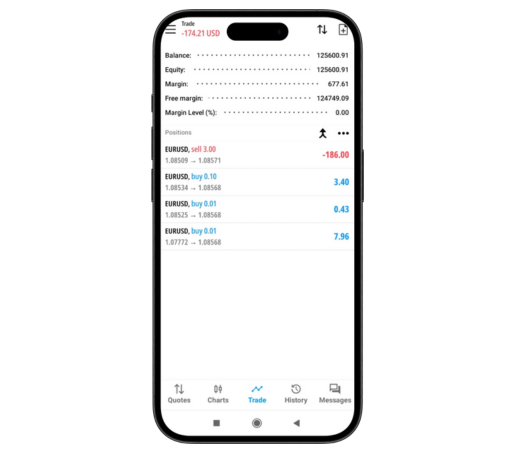 Trade
-174.21 USD
Balance: 125600.91
Equity: 125600.91
Margin: 677.61
Free margin: 124749.09
Margin Level (%): 0.00
Positions
EURUSD, sell 3.00
1.08509 → 1.08571
-186.00
EURUSD, buy 0.10
1.08534 → 1.08568
3.40
EURUSD, buy 0.01
1.08525 → 1.08568
0.43
EURUSD, buy 0.01
1.07772 → 1.08568
7.96
Quotes Charts Trade History Messages